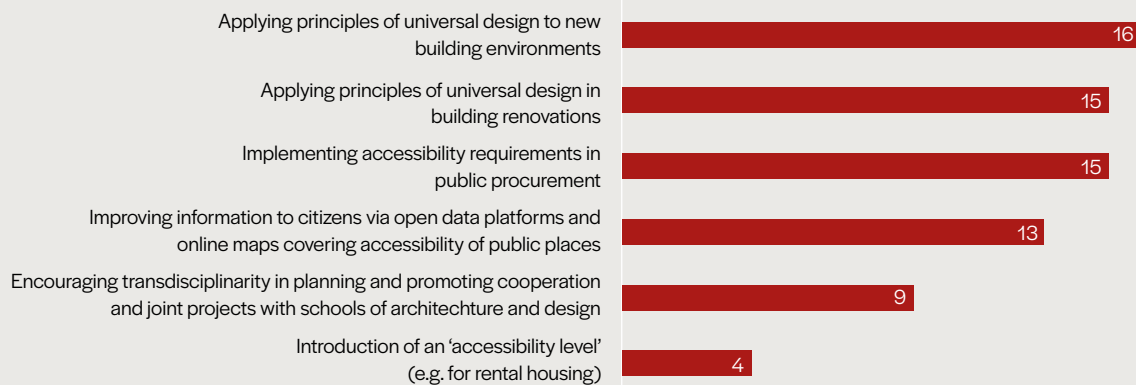 Applying principles of universal design to new
building environments
16
Applying principles of universal design in
building renovations
15
Implementing accessibility requirements in
public procurement
15
Improving information to citizens via open data platforms and
online maps covering accessibility of public places
13
Encouraging transdisciplinarity in planning and promoting cooperation
and joint projects with schools of architechture and design
9
Introduction of an ‘accessibility level’
(e.g. for rental housing)
4